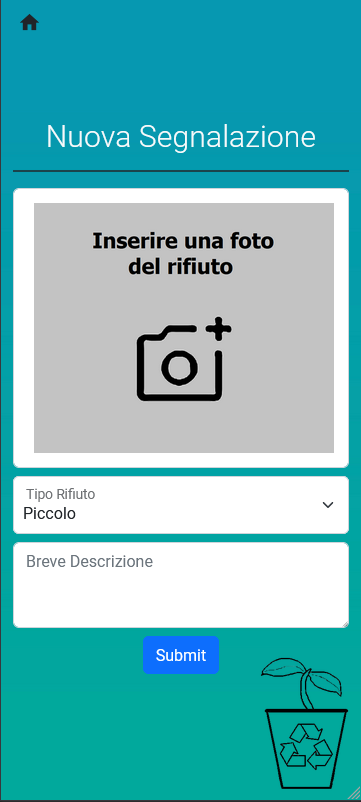 Nuova Segnalazione
Inserire una foto
del rifiuto
Tipo Rifiuto
Piccolo
Breve Descrizione
Submit